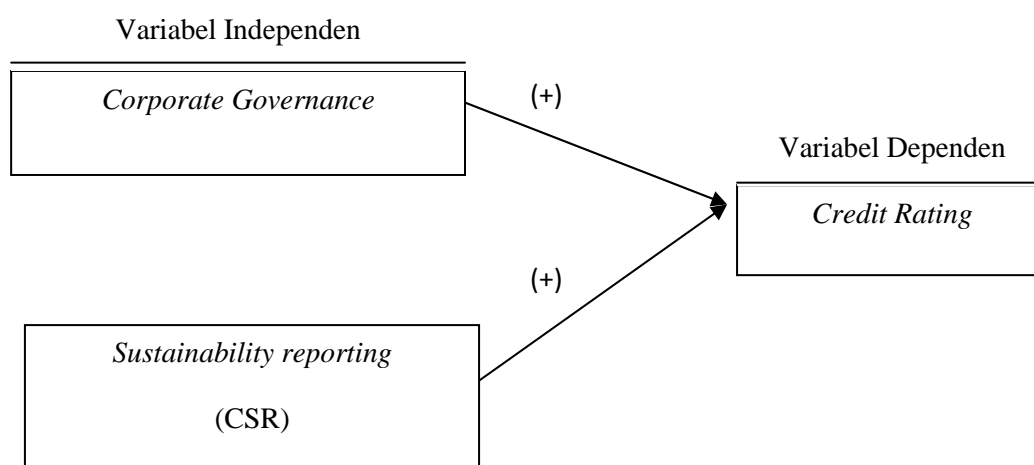 Variabel Independen
Corporate Governance
(+)
Variabel Dependen
Credit Rating
(+)
Sustainability reporting
(CSR)